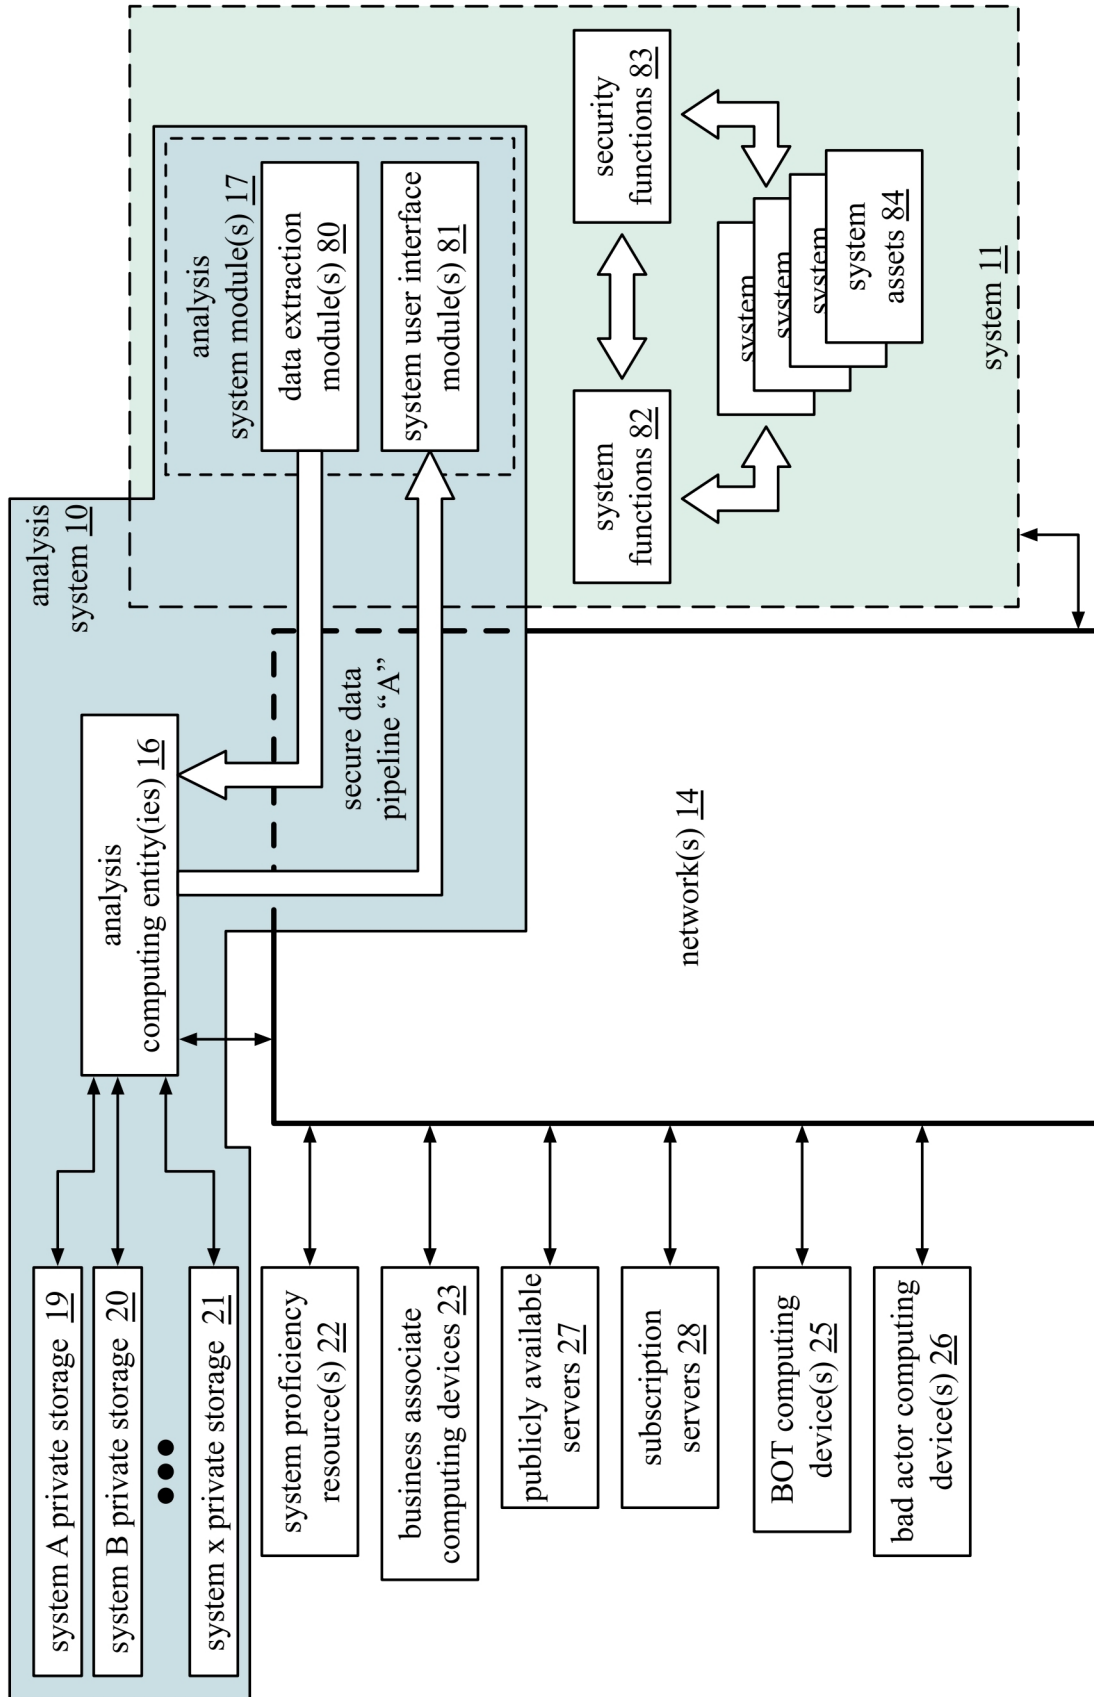 system A private storage 19
system B private storage 20
system x private storage 21
analysis
computing entity(ies) 16
analysis
system 10
analysis
system module(s) 17
data extraction
module(s) 80
system user interface
module(s) 81
secure data
pipeline “A”
system proficiency
resource(s) 22
business associate
computing devices 23
publicly available
servers 27
subscription
servers 28
BOT computing
device(s) 25
bad actor computing
device(s) 26
network(s) 14
system
functions 82
security
functions 83
system
system
system
system
assets 84
system 11